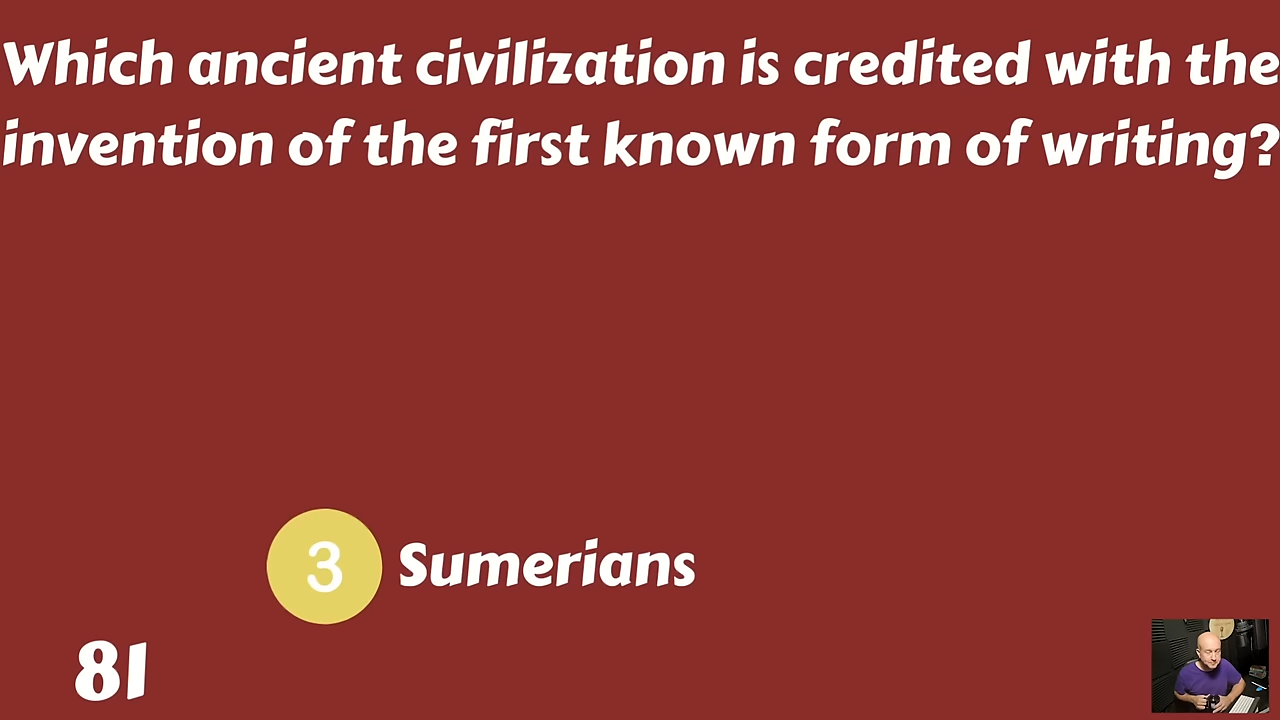 Which ancient civilization is credited with the
invention of the first known form of writing?
3 Sumerians
81